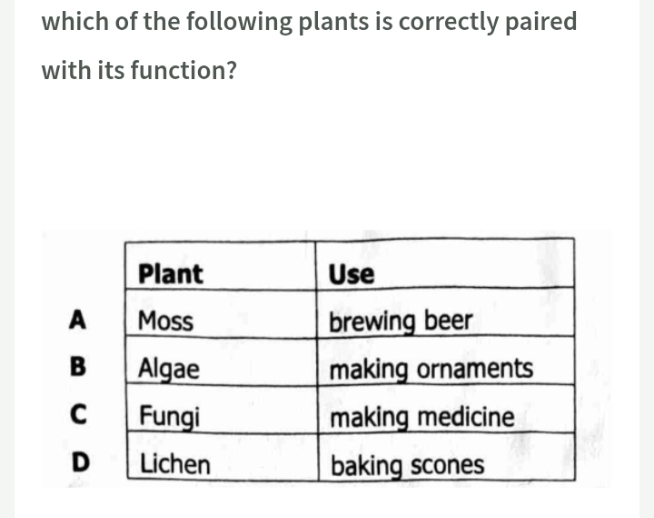 which of the following plants is correctly paired
with its function?
Plant Use
A Moss brewing beer
B Algae making ornaments
C Fungi making medicine
D Lichen baking scones